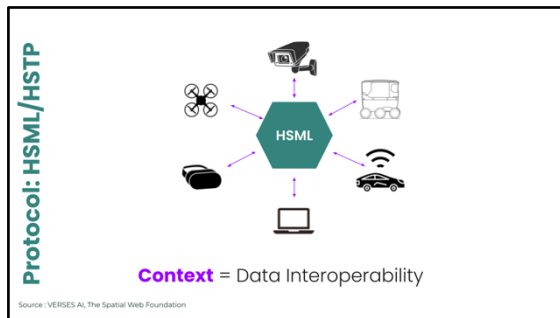 Protocol: HSML/HSTP
HSML
Context = Data Interoperability
Source : VERSES AI, The Spatial Web Foundation